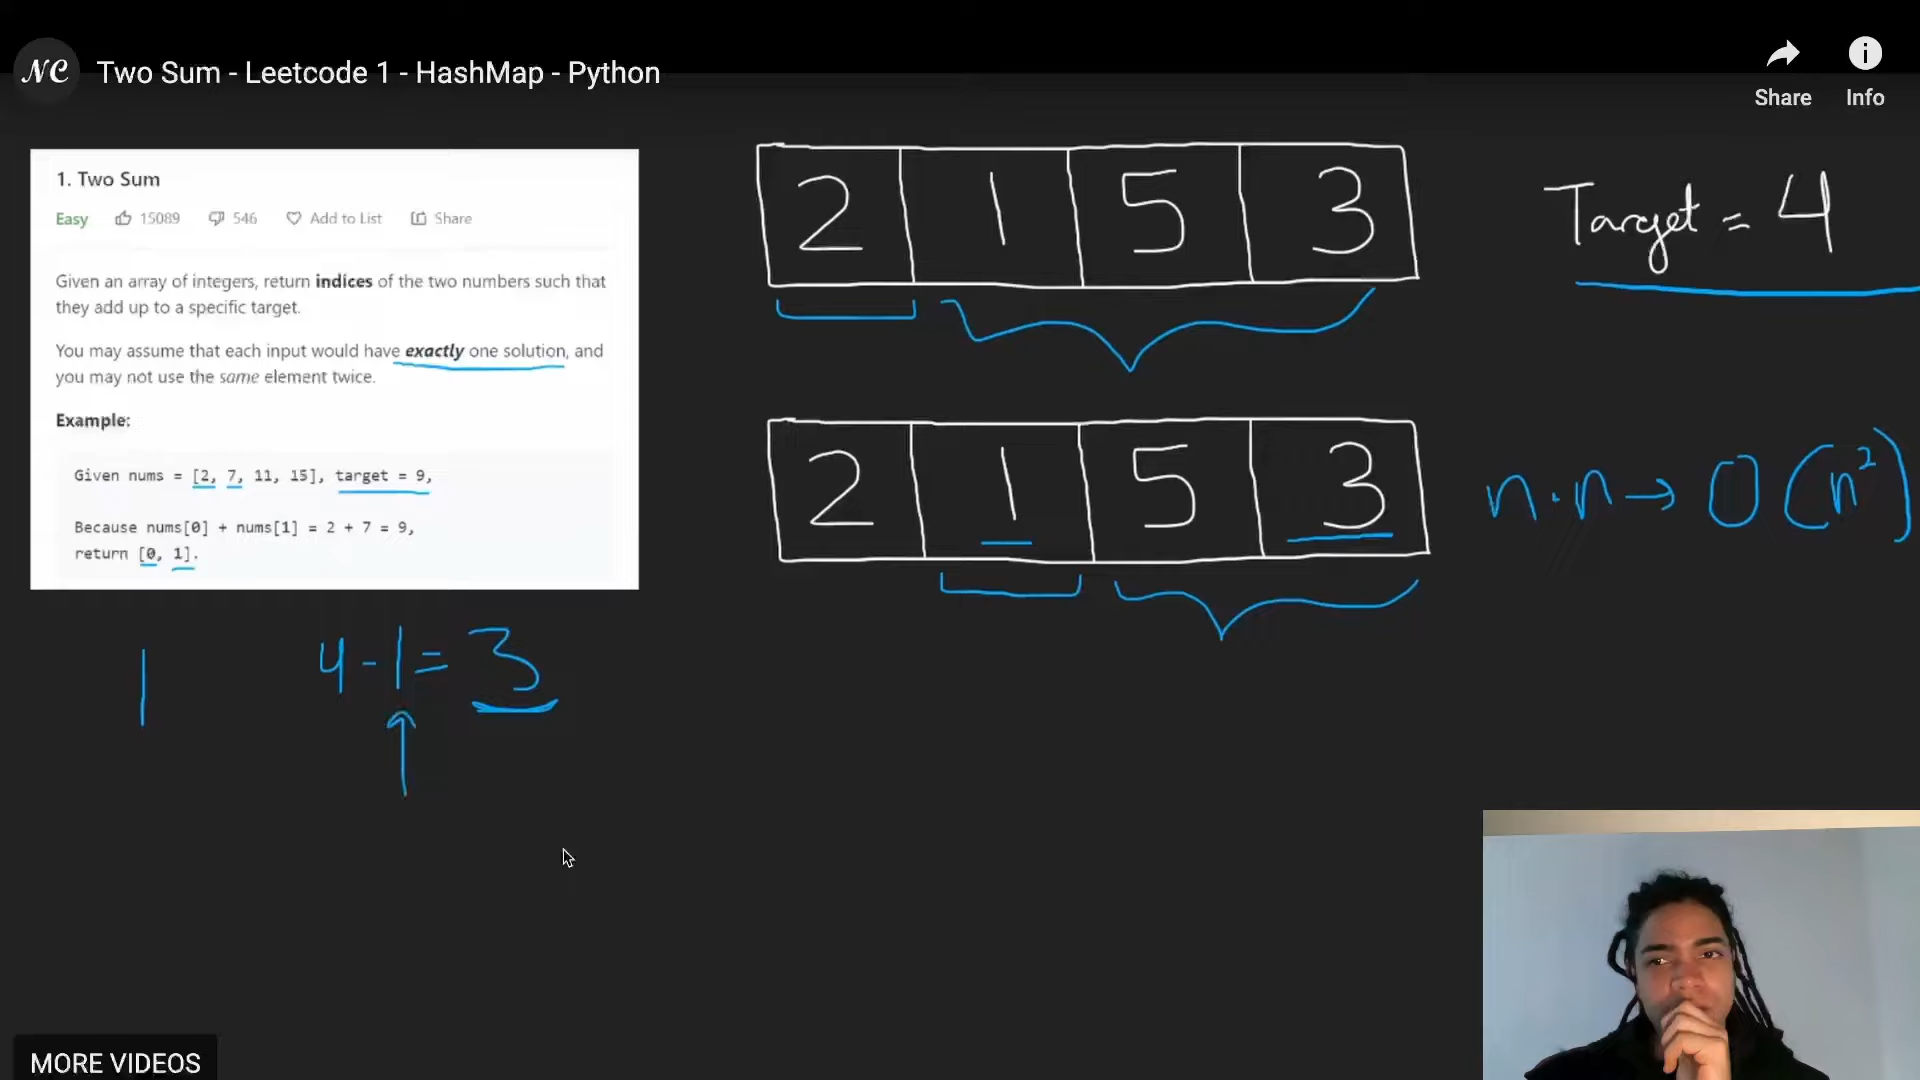 NC
Two Sum - Leetcode 1 - HashMap - Python
Share
Info
1. Two Sum
Easy 15089 546 Add to List Share
Given an array of integers, return indices of the two numbers such that
they add up to a specific target.
You may assume that each input would have exactly one solution, and
you may not use the same element twice.
Example:
Given nums = [2, 7, 11, 15], target = 9,
Because nums[0] + nums[1] = 2 + 7 = 9,
return [0, 1].
2 1 5 3
Target = 4
2 1 5 3
n · n → O(n²)
1
4 - 1 = 3
MORE VIDEOS